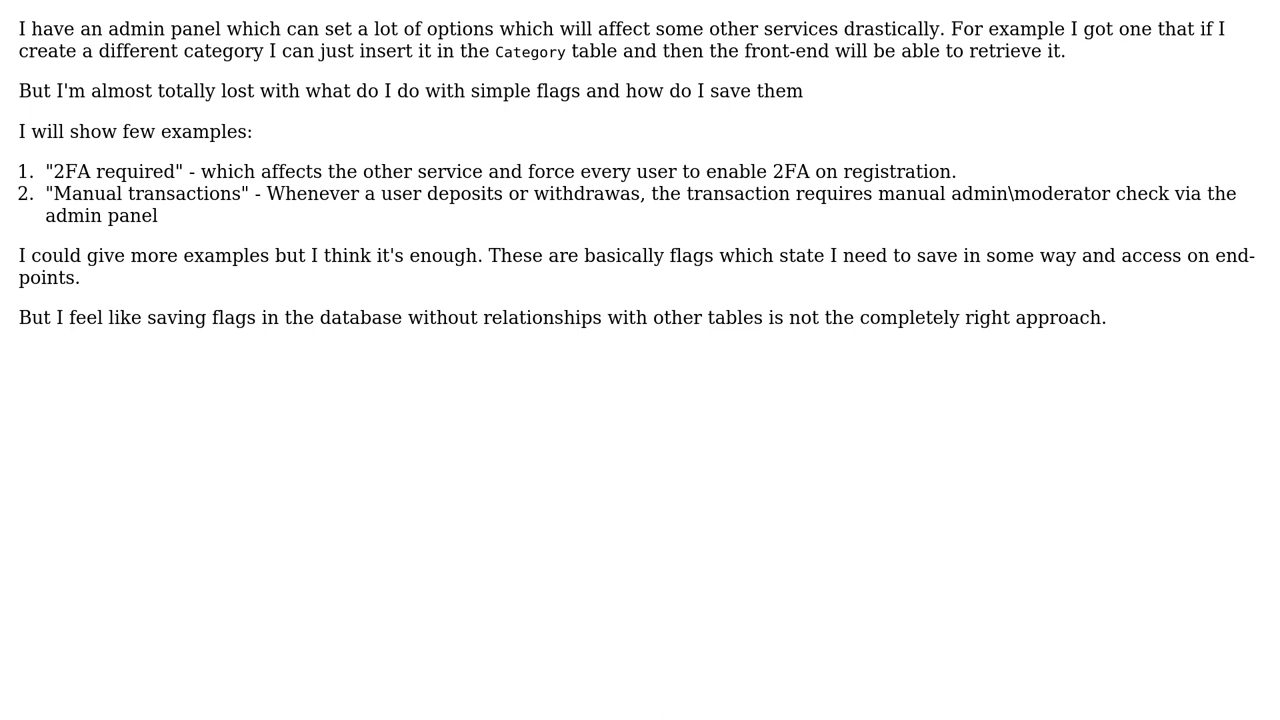 I have an admin panel which can set a lot of options which will affect some other services drastically. For example I got one that if I
create a different category I can just insert it in the Category table and then the front-end will be able to retrieve it.
But I'm almost totally lost with what do I do with simple flags and how do I save them
I will show few examples:
1. "2FA required" - which affects the other service and force every user to enable 2FA on registration.
2. "Manual transactions" - Whenever a user deposits or withdrawas, the transaction requires manual admin\moderator check via the
admin panel
I could give more examples but I think it's enough. These are basically flags which state I need to save in some way and access on end-
points.
But I feel like saving flags in the database without relationships with other tables is not the completely right approach.